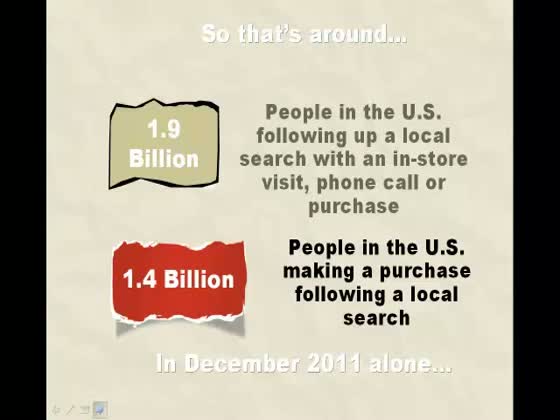 So that's around...
1.9
Billion
People in the U.S.
following up a local
search with an in-store
visit, phone call or
purchase
1.4 Billion
People in the U.S.
making a purchase
following a local
search
In December 2011 alone...